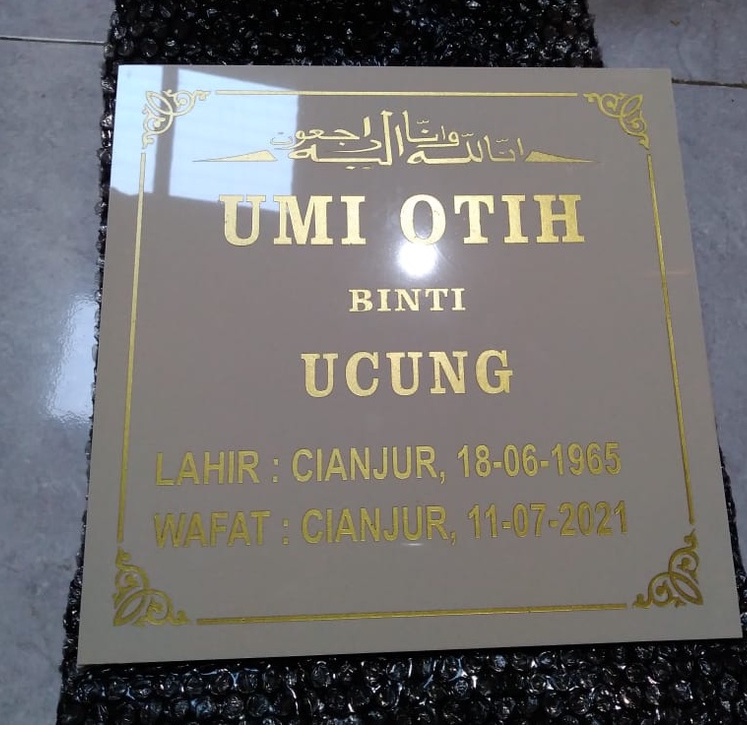 انا لله وانا اليه راجعون
UMI OTIH
BINTI
UCUNG
LAHIR : CIANJUR, 18-06-1965
WAFAT : CIANJUR, 11-07-2021